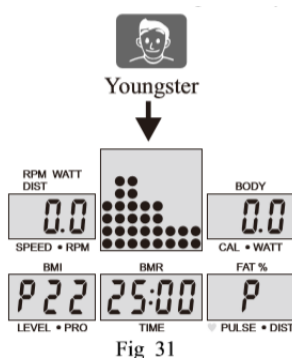 Youngster
RPM WATT
DIST
BODY
0.0
0.0
SPEED • RPM
CAL • WATT
BMI
BMR
FAT %
P22
25:00
P
LEVEL • PRO
TIME
♥ PULSE • DIST
Fig 31